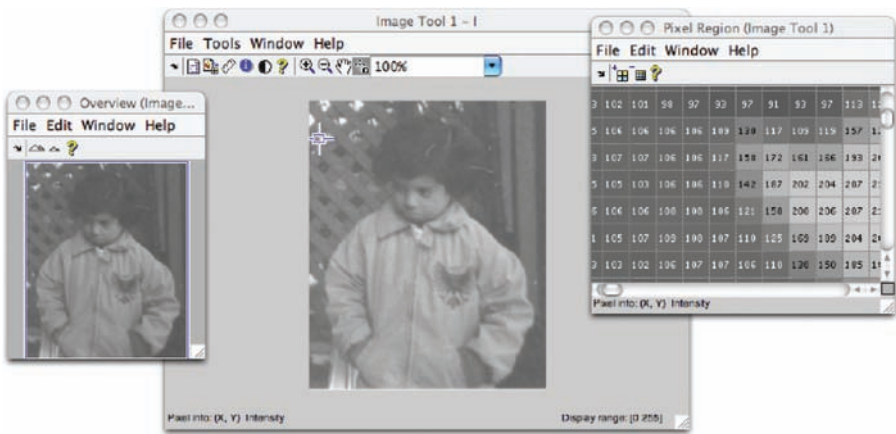 Image Tool 1 – I
File Tools Window Help
100%
Pixel info: (X, Y) Intensity
Display range: [0 255]
Overview (Image...
File Edit Window Help
Pixel Region (Image Tool 1)
File Edit Window Help
102 101 98 97 93 97 91 93 97 113
106 106 106 106 109 130 117 109 119 157
107 107 106 106 117 158 172 161 166 193
105 103 106 106 110 142 187 202 204 207
106 106 108 108 106 121 158 200 206 207
105 107 109 108 107 110 125 169 189 204
103 102 106 107 107 106 110 130 150 185
Pixel info: (X, Y) Intensity